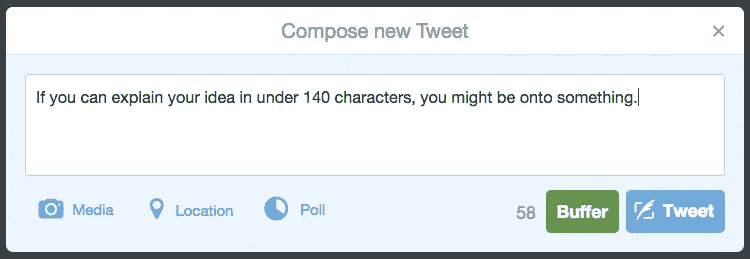 Compose new Tweet
If you can explain your idea in under 140 characters, you might be onto something.
Media Location Poll 58 Buffer Tweet